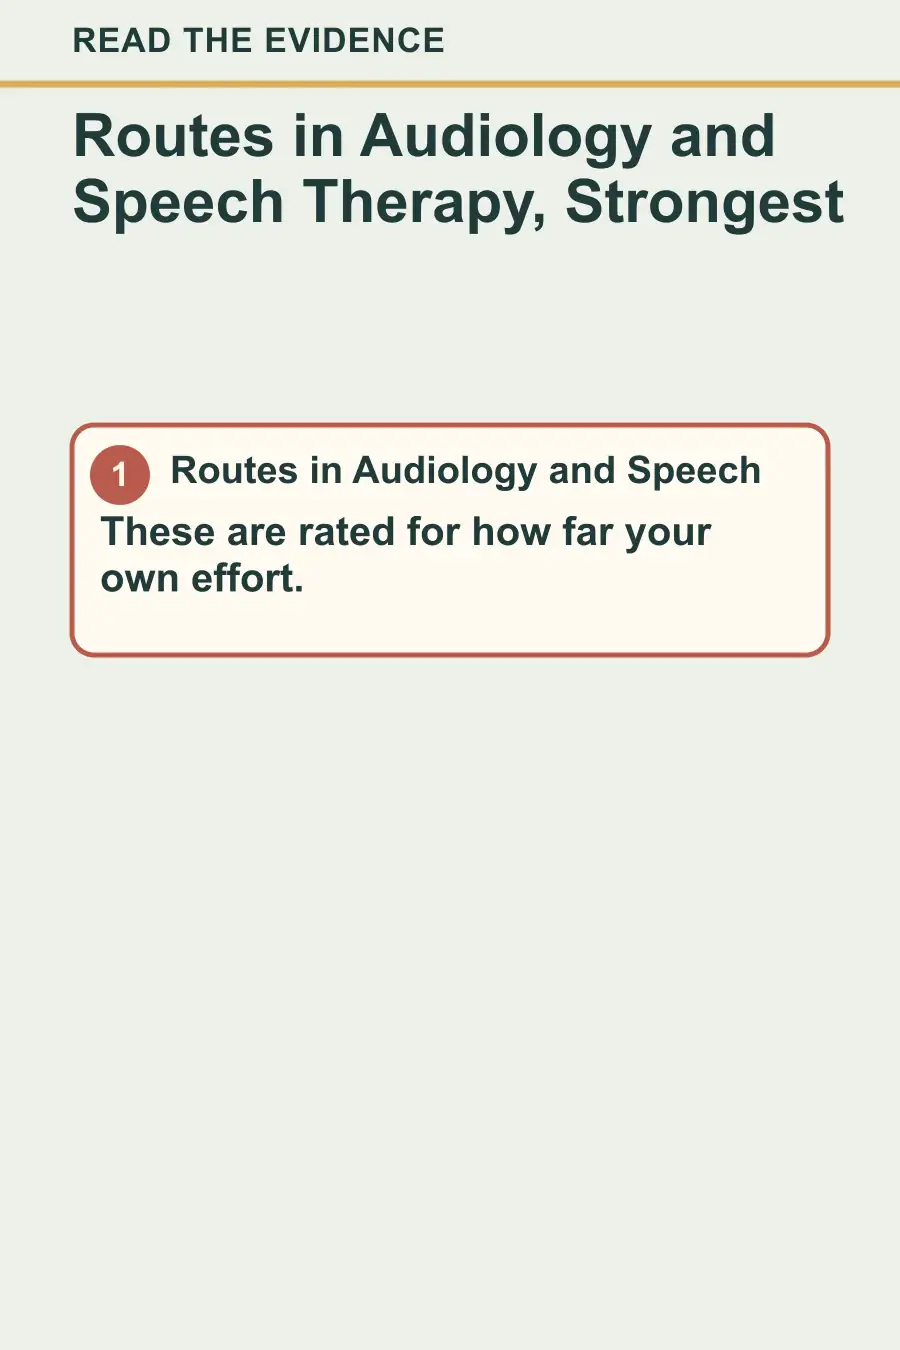 READ THE EVIDENCE
Routes in Audiology and
Speech Therapy, Strongest
1 Routes in Audiology and Speech
These are rated for how far your
own effort.